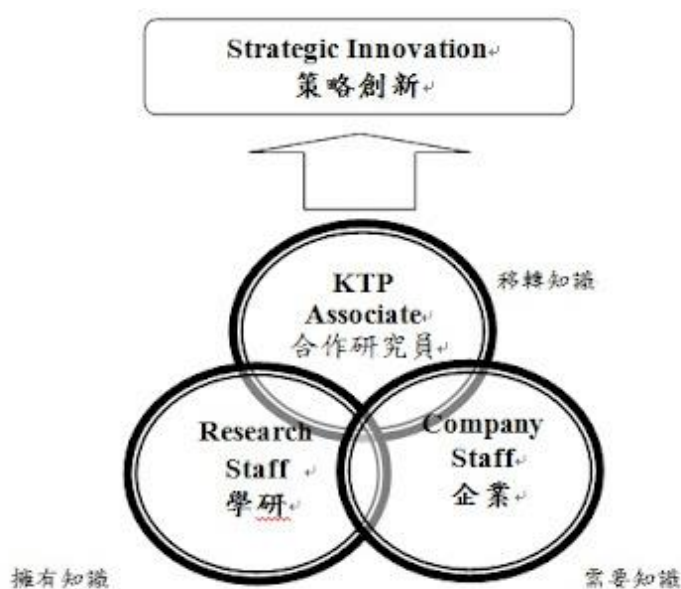 Strategic Innovation
策略創新
KTP
Associate
合作研究員
移轉知識
Research
Staff
學研
Company
Staff
企業
擁有知識
需要知識